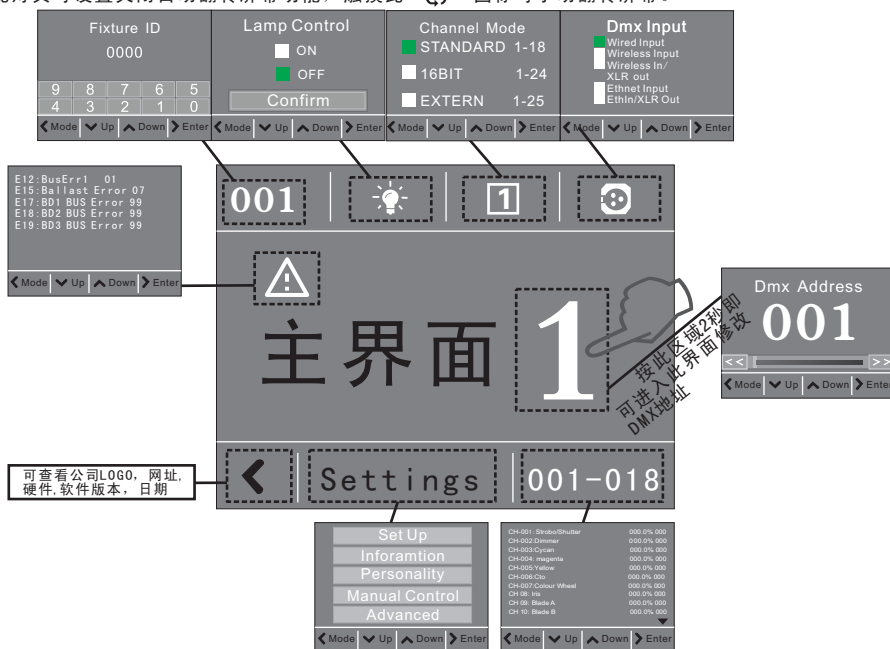 Fixture ID
0000
9 8 7 6 5
4 3 2 1 0
Mode Up Down Enter
Lamp Control
ON
OFF
Confirm
Mode Up Down Enter
Channel Mode
STANDARD 1-18
16BIT 1-24
EXTERN 1-25
Mode Up Down Enter
Dmx Input
Wired Input
Wireless Input
Wireless In/
XLR out
Ethnet Input
EthIn/XLR Out
Mode Up Down Enter
E12:BusErr1 01
E15:Ballast Error 07
E17:BD1 BUS Error 99
E18:BD2 BUS Error 99
E19:BD3 BUS Error 99
Mode Up Down Enter
001
1
主界面
1
按此区域2秒即
可进入此界面修改
DMX地址
Dmx Address
001
<< >>
Mode Up Down Enter
可查看公司LOGO, 网址,
硬件,软件版本, 日期
Settings
001-018
Set Up
Inforamtion
Personality
Manual Control
Advanced
Mode Up Down Enter
CH-001: Strobo/Shutter 000.0% 000
CH-002:Dimmer 000.0% 000
CH-003:Cycan 000.0% 000
CH-004: magenta 000.0% 000
CH-005:Yellow 000.0% 000
CH-006:Cto 000.0% 000
CH-007:Colour Wheel 000.0% 000
CH 08: Iris 000.0% 000
CH 09: Blade A 000.0% 000
CH 10: Blade B 000.0% 000
Mode Up Down Enter